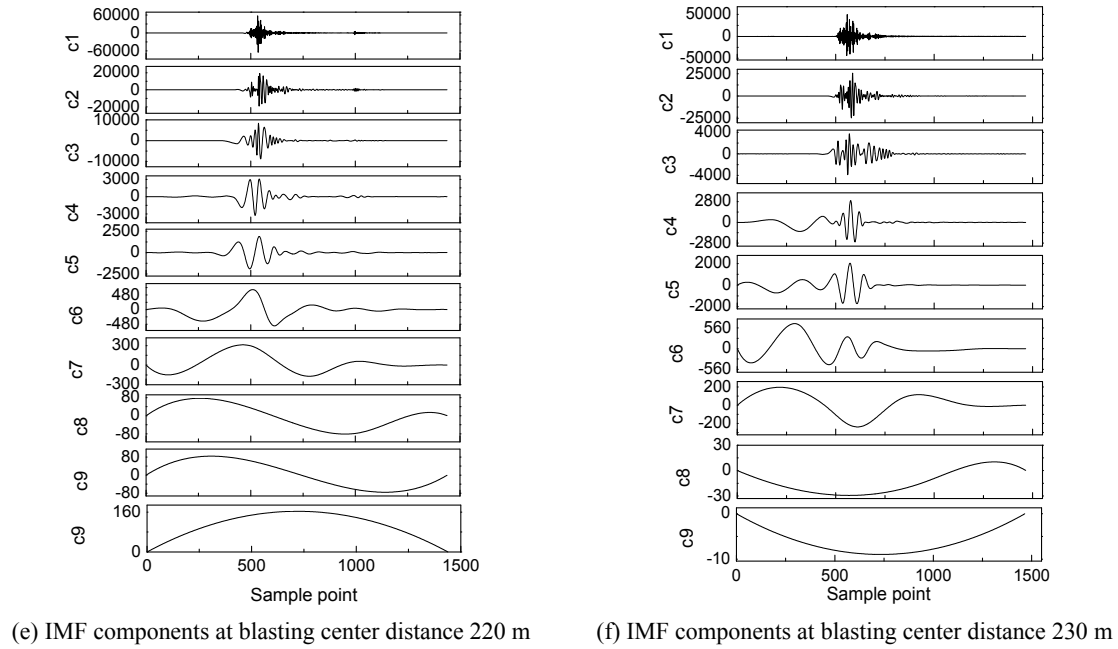 60000
0
-60000
c1
20000
0
-20000
c2
10000
0
-10000
c3
3000
0
-3000
c4
2500
0
-2500
c5
480
0
-480
c6
300
0
-300
c7
80
0
-80
c8
80
0
-80
c9
160
0
c9
0 500 1000 1500
Sample point
(e) IMF components at blasting center distance 220 m
50000
0
-50000
c1
25000
0
-25000
c2
4000
0
-4000
c3
2800
0
-2800
c4
2000
0
-2000
c5
560
0
-560
c6
200
0
-200
c7
30
0
-30
c8
0
-10
c9
0 500 1000 1500
Sample point
(f) IMF components at blasting center distance 230 m